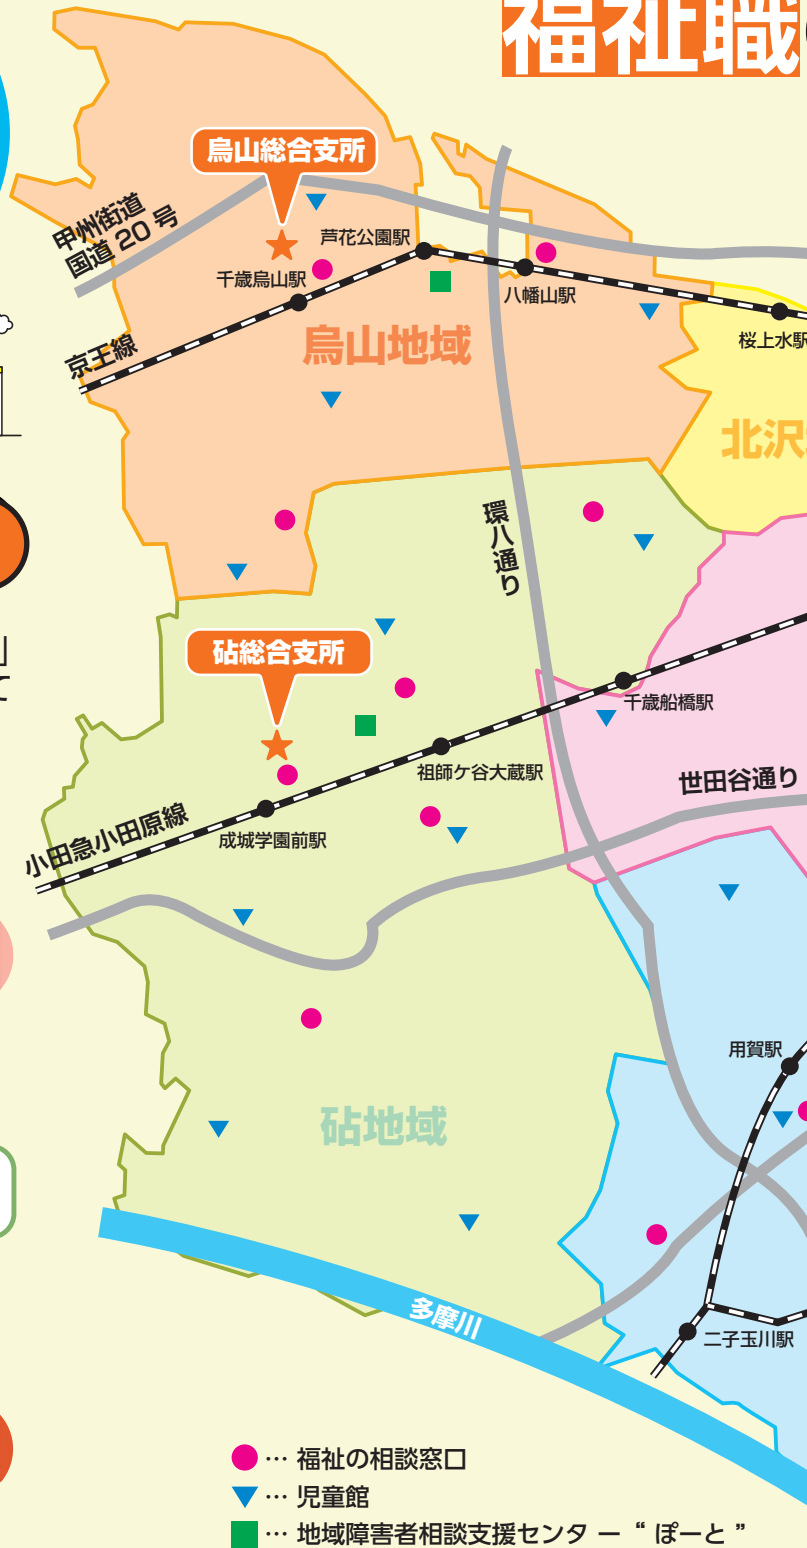 福祉職
烏山総合支所
甲州街道
国道 20 号
芦花公園駅
千歳烏山駅
八幡山駅
桜上水駅
京王線
烏山地域
北沢
環八通り
砧総合支所
千歳船橋駅
祖師ケ谷大蔵駅
世田谷通り
小田急小田原線
成城学園前駅
用賀駅
砧地域
多摩川
二子玉川駅
… 福祉の相談窓口
… 児童館
… 地域障害者相談支援センタ ー “ ぽーと ”